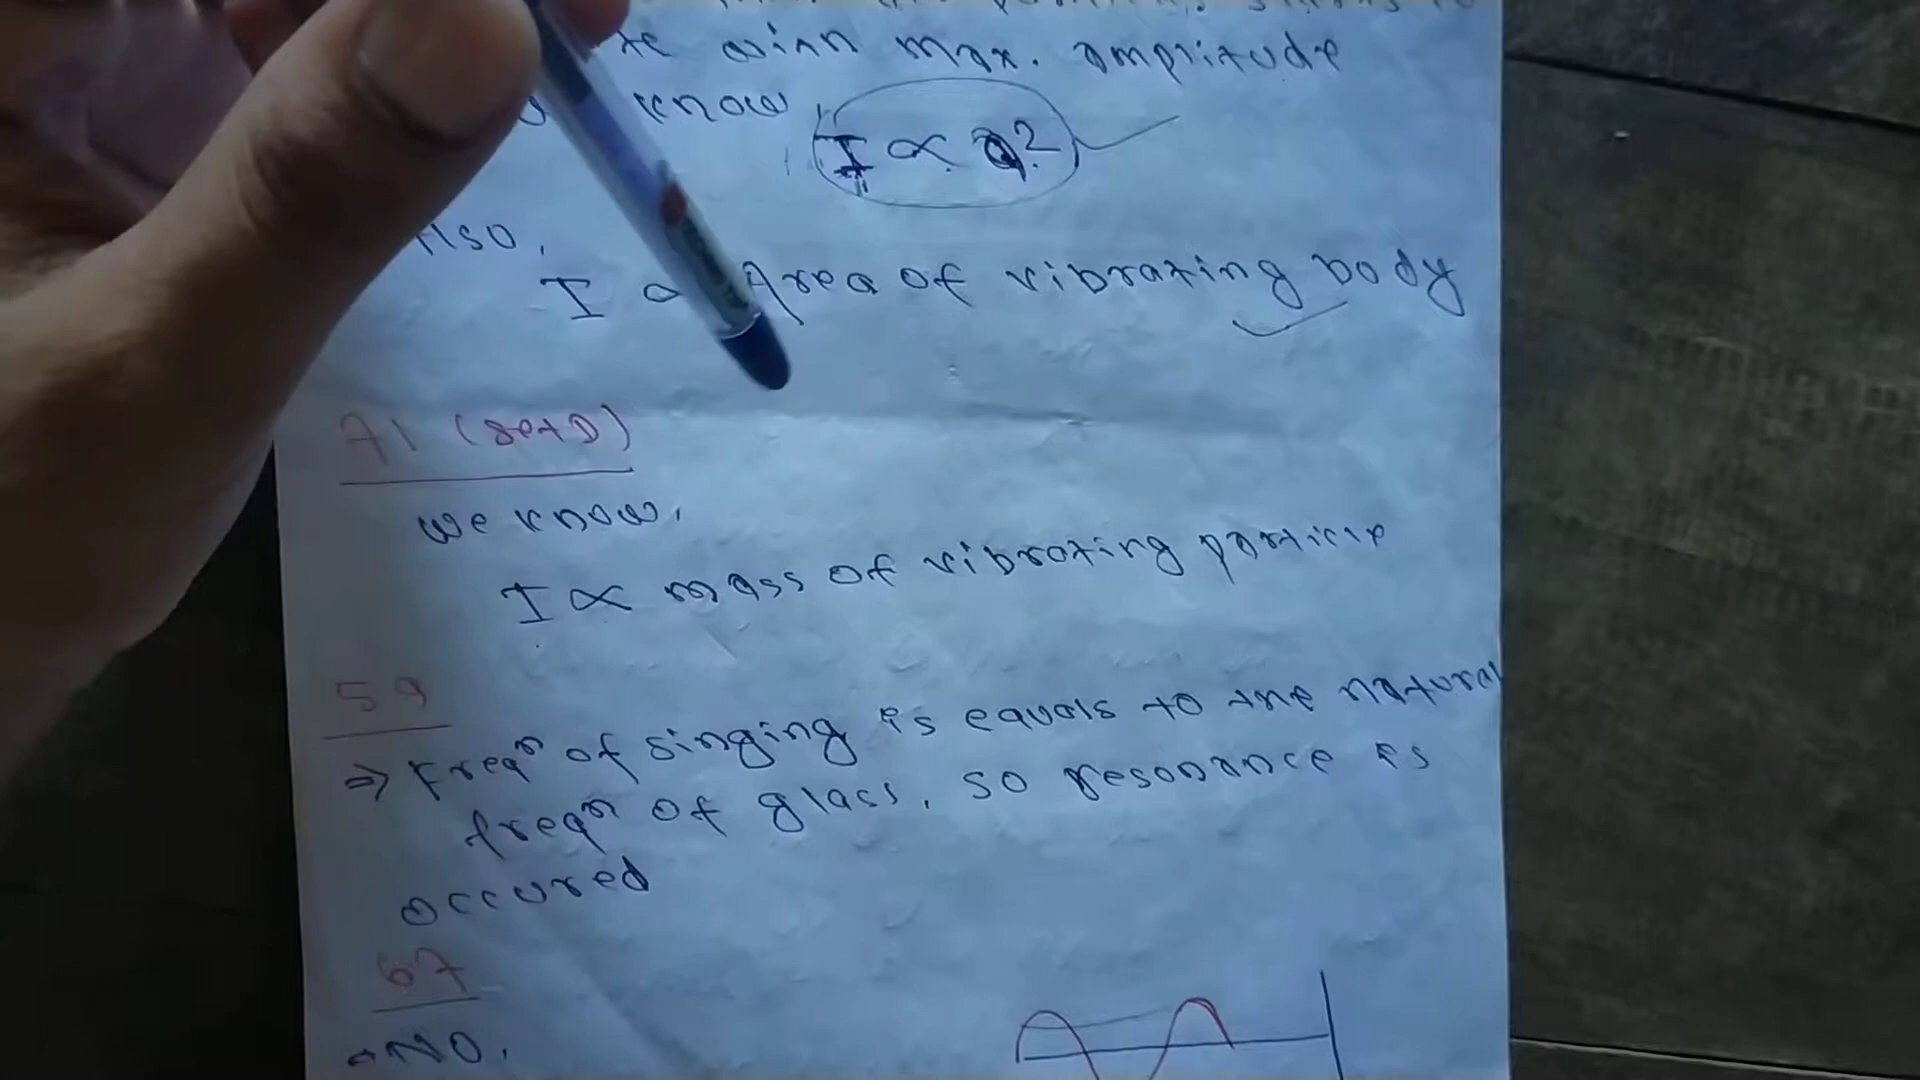 with max. amplitude
know,
I ∝ a²
Also,
I ∝ Area of vibrating body
71 (set D)
we know,
I ∝ mass of vibrating particle
59
⇒ Freqⁿ of singing is equals to the natural
freqⁿ of glass, so resonance is
occured
67
→ NO.